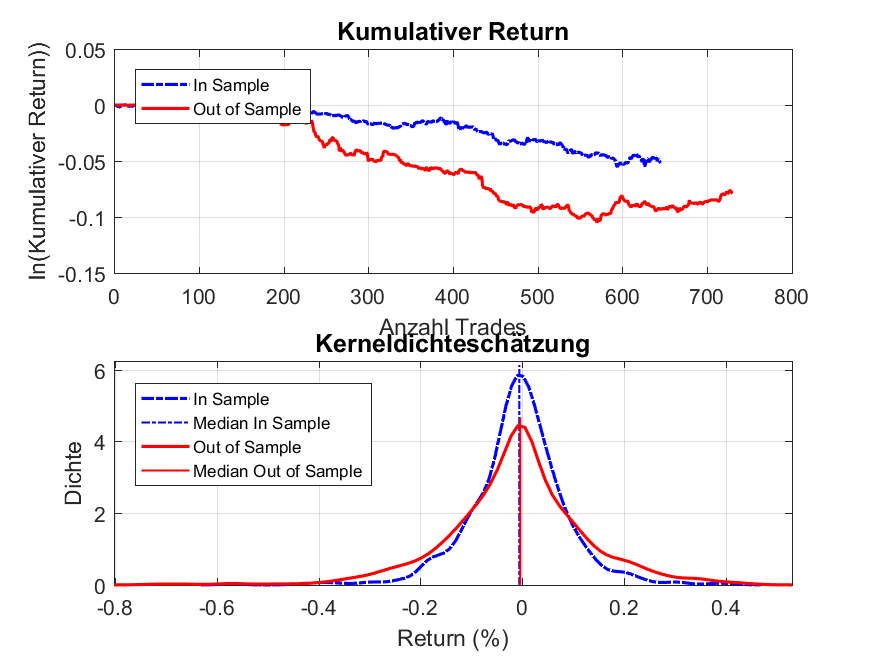 Kumulativer Return
ln(Kumulativer Return))
0.05
0
-0.05
-0.1
-0.15
In Sample
Out of Sample
0 100 200 300 400 500 600 700 800
Anzahl Trades
Kerneldichteschätzung
Dichte
6
4
2
0
In Sample
Median In Sample
Out of Sample
Median Out of Sample
-0.8 -0.6 -0.4 -0.2 0 0.2 0.4
Return (%)